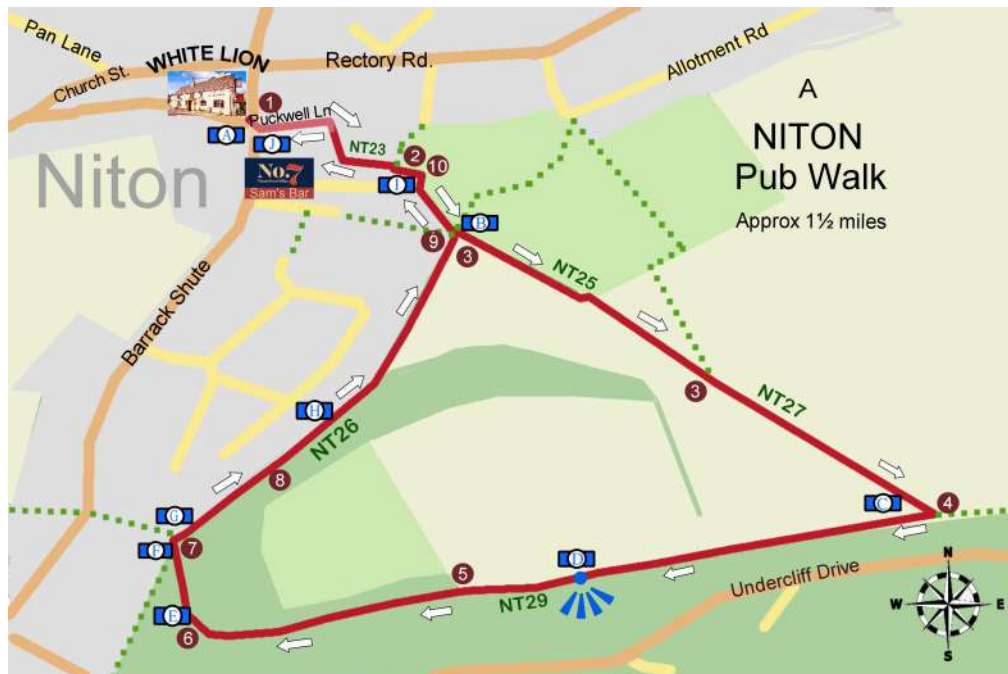 Pan Lane
WHITE LION
Church St.
Rectory Rd.
Allotment Rd
A
NITON
Pub Walk
Approx 1½ miles
1
Puckwell Ln
A
J
NT23
2
10
I
No.7
Sam's Bar
Niton
B
9
3
NT25
Barrack Shute
3
NT27
H
NT26
8
C
4
G
F
7
D
5
NT29
Undercliff Drive
E
6
N
W
E
S